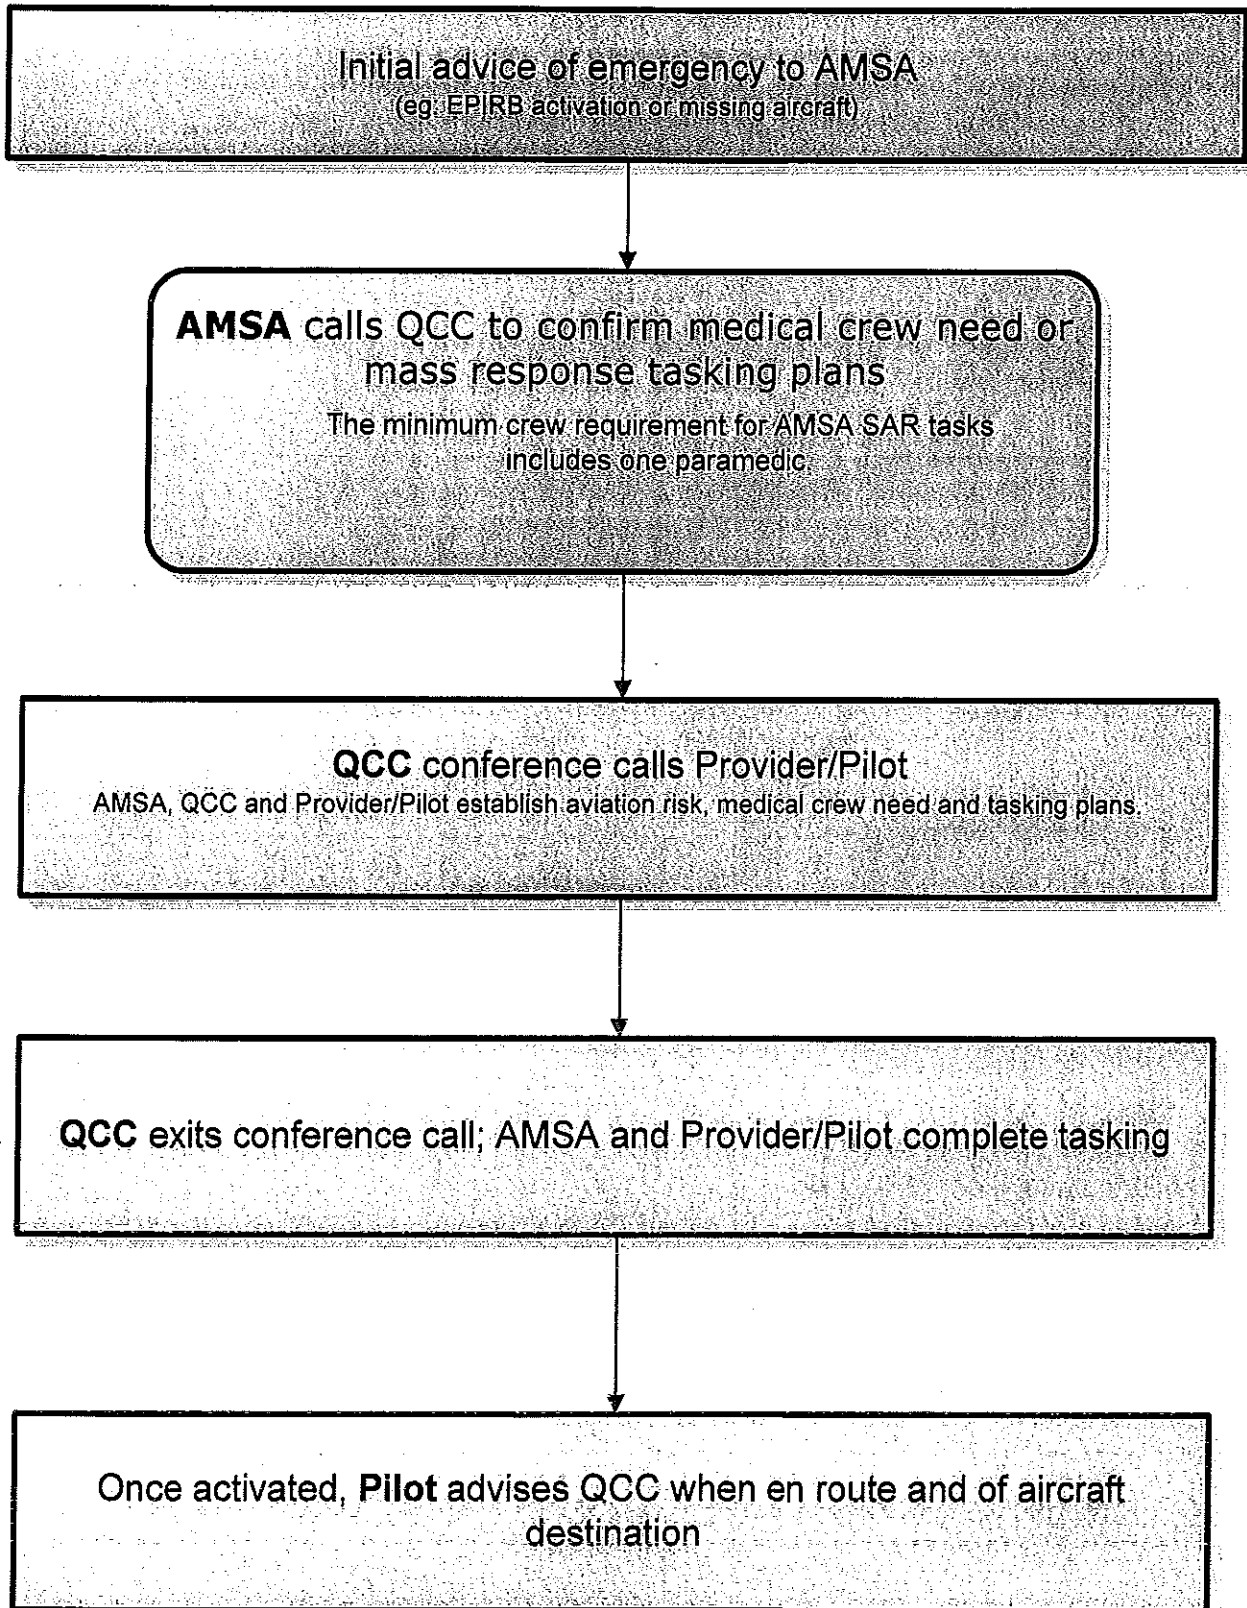 Initial advice of emergency to AMSA
(eg. EPIRB activation or missing aircraft)
AMSA calls QCC to confirm medical crew need or
mass response tasking plans
The minimum crew requirement for AMSA SAR tasks
includes one paramedic.
QCC conference calls Provider/Pilot
AMSA, QCC and Provider/Pilot establish aviation risk, medical crew need and tasking plans.
QCC exits conference call; AMSA and Provider/Pilot complete tasking
Once activated, Pilot advises QCC when en route and of aircraft
destination